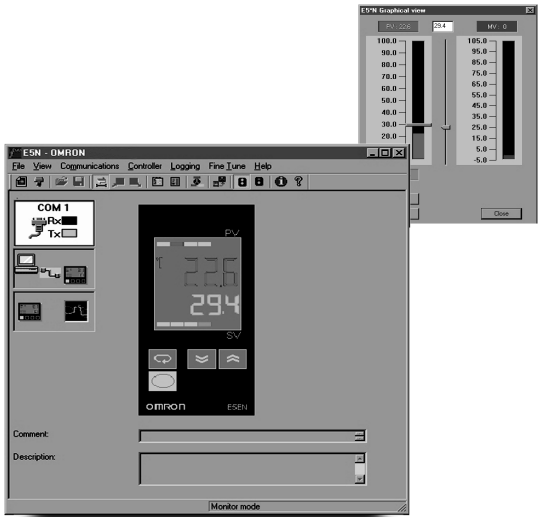 E5*N Graphical view
PV : 22.6
29.4
MV : 0
100.0
90.0
80.0
70.0
60.0
50.0
40.0
30.0
20.0
105.0
95.0
85.0
75.0
65.0
55.0
45.0
35.0
25.0
15.0
5.0
-5.0
Close
E5N - OMRON
File View Communications Controller Logging Fine Tune Help
COM 1
Rx
Tx
PV
22.6
29.4
SV
OMRON E5EN
Comment:
Description:
Monitor mode